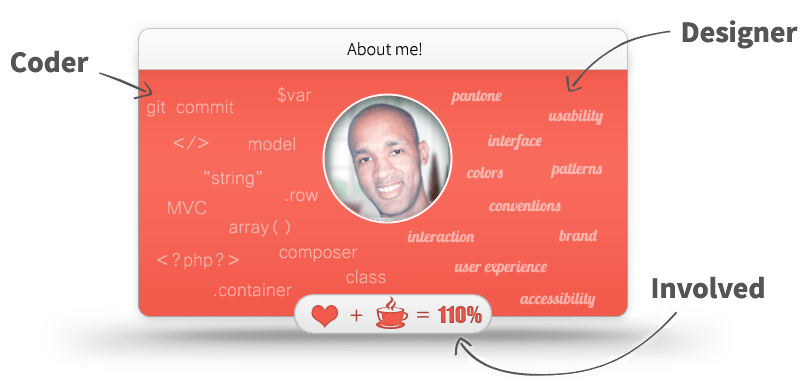 About me!
Designer
Coder
git commit
$var
pantone
usability
</>
model
interface
"string"
colors
patterns
.row
MVC
conventions
array()
interaction
brand
<?php?>
composer
user experience
class
.container
accessibility
Involved
+ = 110%